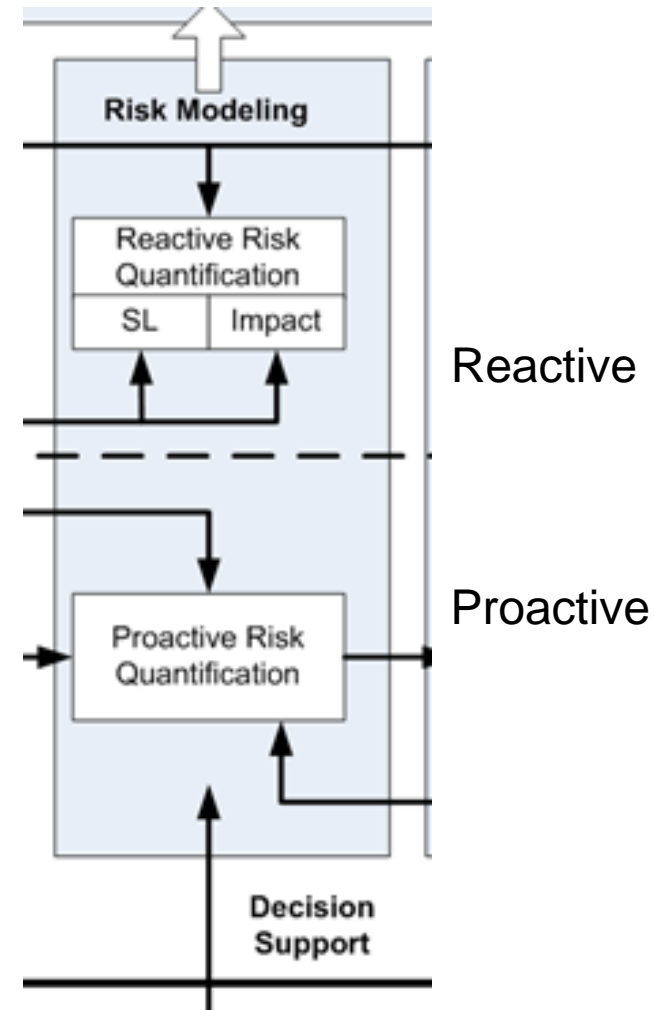 Risk Modeling
Reactive Risk
Quantification
SL
Impact
Reactive
Proactive
Proactive Risk
Quantification
Decision
Support